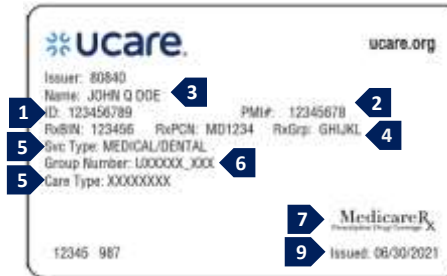 ucare.
ucare.org
Issuer: 80840
Name: JOHN Q DOE
3
1
ID: 123456789
PMI#: 12345678
2
RxBIN: 123456 RxPCN: MD1234 RxGrp: GHIJKL
4
5
Svc Type: MEDICAL/DENTAL
Group Number: UXXXXX_XXX
6
5
Care Type: XXXXXXXX
7
MedicareRx
Prescription Drug Coverage
12345 987
9
Issued: 06/30/2021